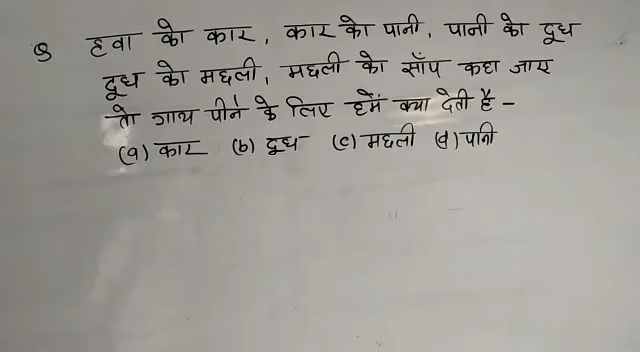 Q हवा को कार, कार को पानी, पानी को दूध
दूध को मछली, मछली को साँप कहा जाए
तो गाय पीने के लिए हमें क्या देती है -
(a) कार (b) दूध (c) मछली (d) पानी